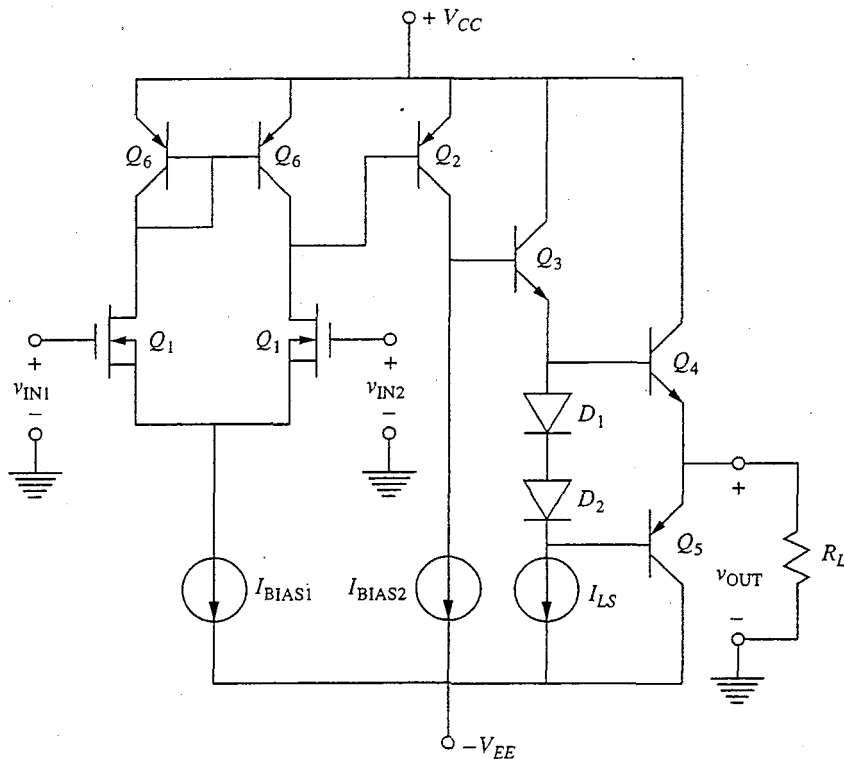 + V_CC
Q_6
Q_6
Q_2
Q_3
Q_1
Q_1
Q_4
+
v_IN1
−
+
v_IN2
−
D_1
D_2
Q_5
+
v_OUT
−
R_L
I_BIAS1
I_BIAS2
I_LS
−V_EE